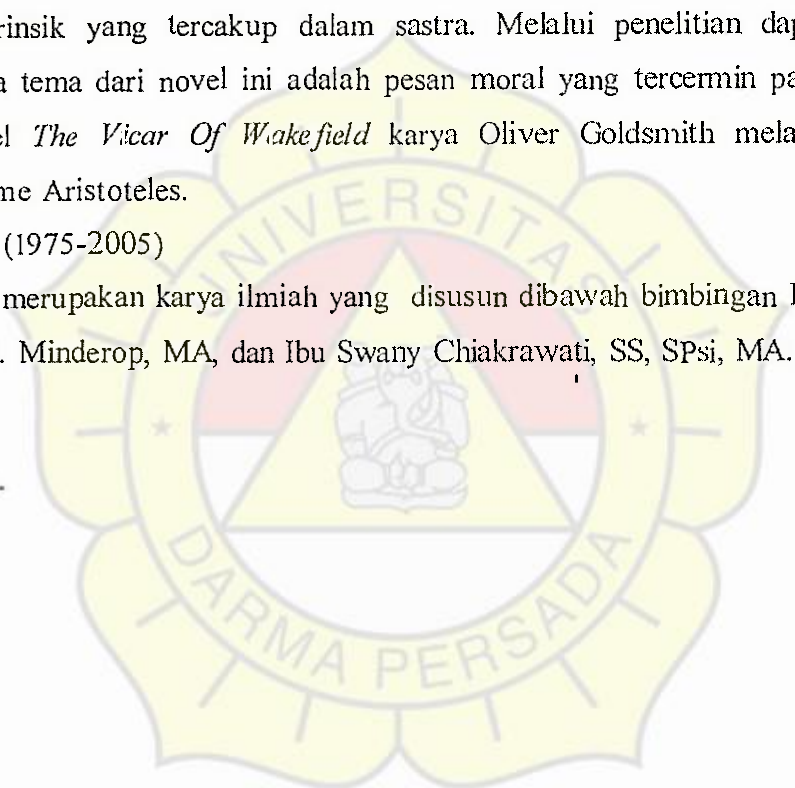 rinsik yang tercakup dalam sastra. Melalui penelitian dap
a tema dari novel ini adalah pesan moral yang tercermin pa
el The Vicar Of Wakefield karya Oliver Goldsmith mela
me Aristoteles.
(1975-2005)
merupakan karya ilmiah yang disusun dibawah bimbingan I
. Minderop, MA, dan Ibu Swany Chiakrawati, SS, SPsi, MA.
UNIVERSITAS
DARMA PERSADA